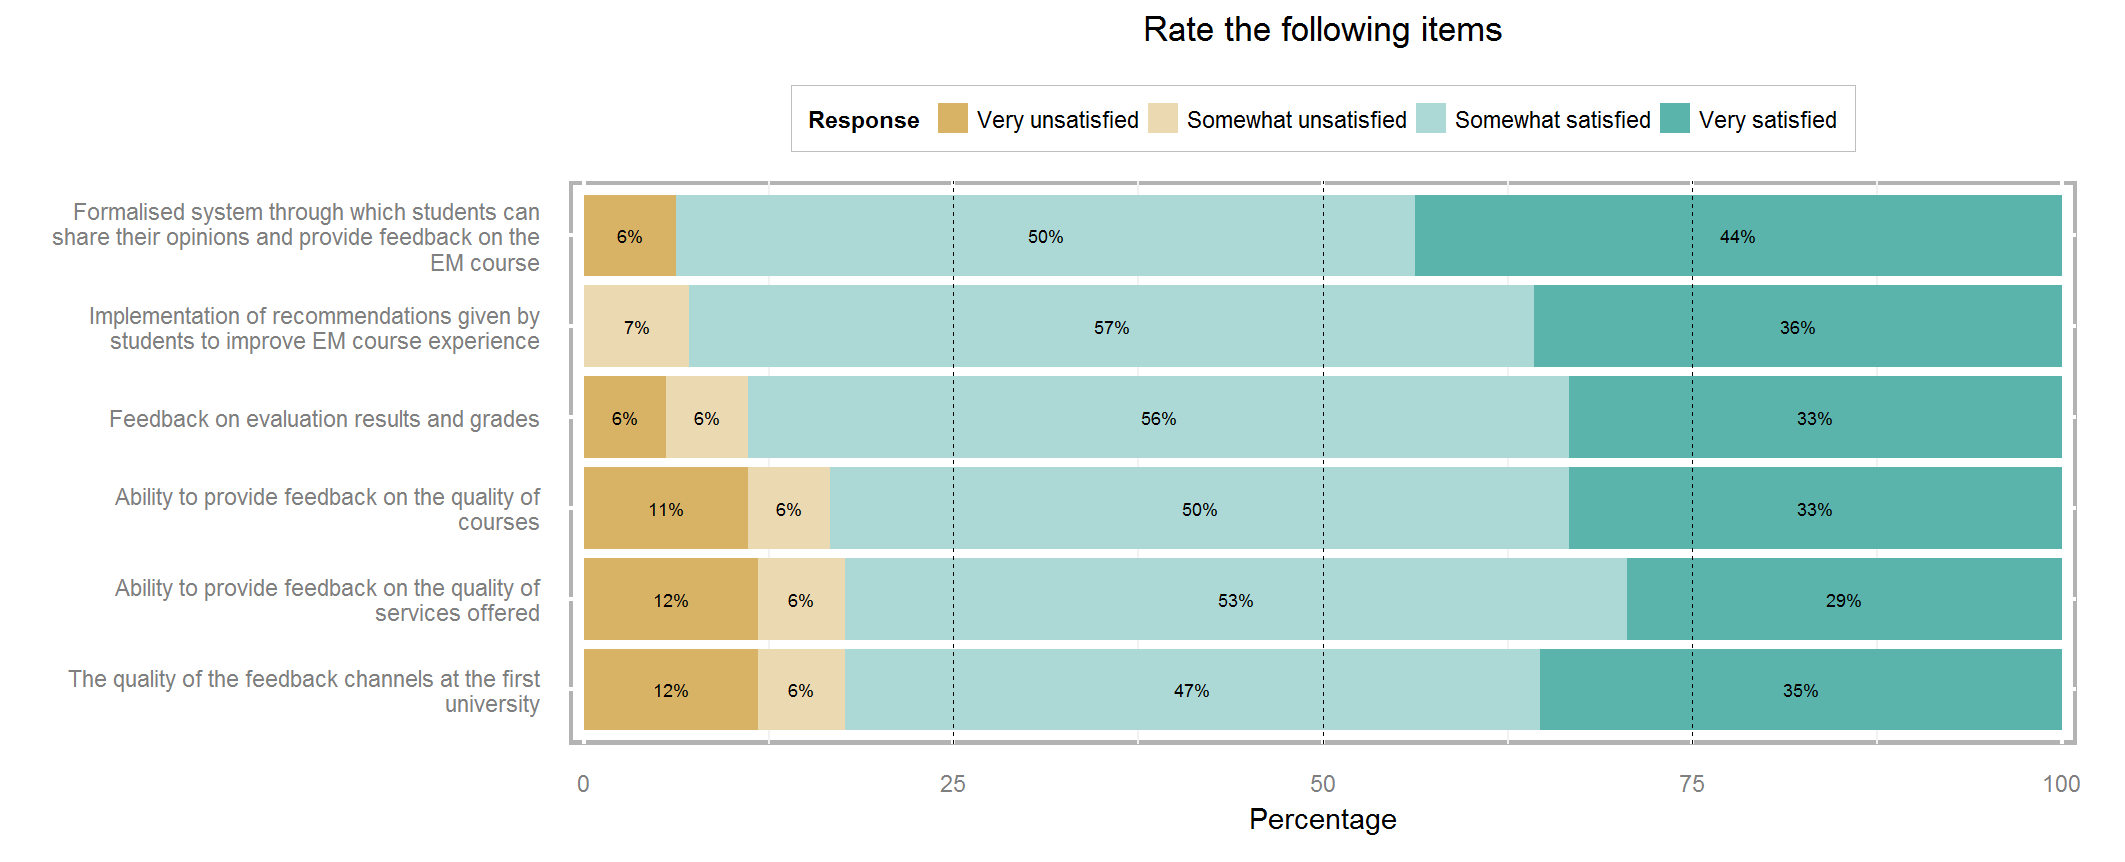 Rate the following items
Response Very unsatisfied Somewhat unsatisfied Somewhat satisfied Very satisfied
Formalised system through which students can
share their opinions and provide feedback on the
EM course
6% 50% 44%
Implementation of recommendations given by
students to improve EM course experience
7% 57% 36%
Feedback on evaluation results and grades
6% 6% 56% 33%
Ability to provide feedback on the quality of
courses
11% 6% 50% 33%
Ability to provide feedback on the quality of
services offered
12% 6% 53% 29%
The quality of the feedback channels at the first
university
12% 6% 47% 35%
0 25 50 75 100
Percentage